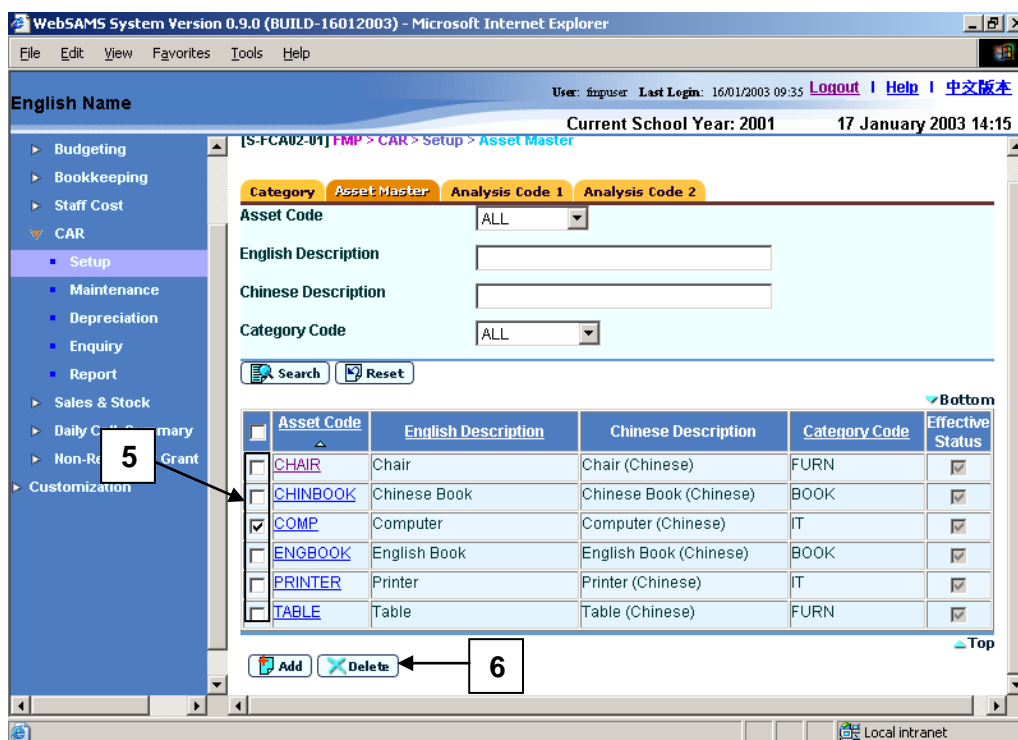 WebSAMS System Version 0.9.0 (BUILD-16012003) - Microsoft Internet Explorer
File Edit View Favorites Tools Help
English Name
User: fmpuser Last Login: 16/01/2003 09:35 Logout | Help | 中文版本
Current School Year: 2001 17 January 2003 14:15
Budgeting
Bookkeeping
Staff Cost
CAR
Setup
Maintenance
Depreciation
Enquiry
Report
Sales & Stock
Daily mary
Non-Re Grant
Customization
[S-FCA02-01] FMP > CAR > Setup > Asset Master
Category Asset Master Analysis Code 1 Analysis Code 2
Asset Code ALL
English Description
Chinese Description
Category Code ALL
Search Reset
Bottom
Asset Code English Description Chinese Description Category Code Effective Status
CHAIR Chair Chair (Chinese) FURN
CHINBOOK Chinese Book Chinese Book (Chinese) BOOK
COMP Computer Computer (Chinese) IT
ENGBOOK English Book English Book (Chinese) BOOK
PRINTER Printer Printer (Chinese) IT
TABLE Table Table (Chinese) FURN
Top
Add Delete
5
6
Local intranet